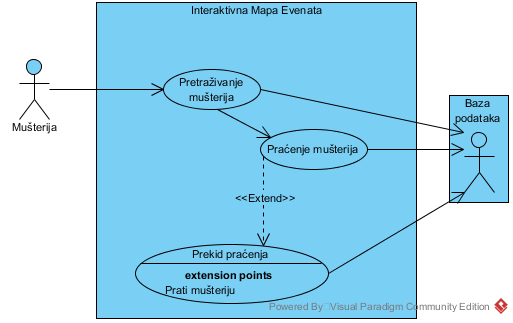 Interaktivna Mapa Evenata
Mušterija
Pretraživanje
mušterija
Praćenje mušterija
Baza
podataka
<<Extend>>
Prekid praćenja
extension points
Prati mušteriju
Powered By Visual Paradigm Community Edition